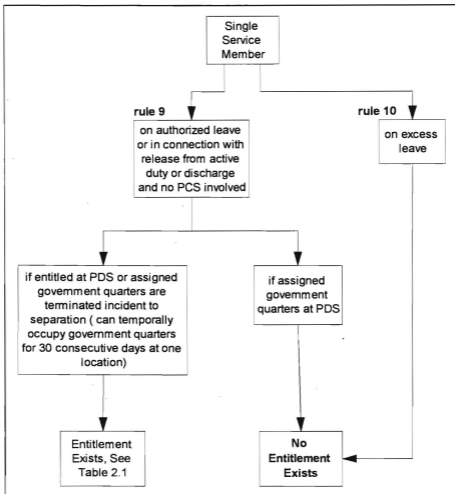 Single
Service
Member
rule 9
on authorized leave
or in connection with
release from active
duty or discharge
and no PCS involved
rule 10
on excess
leave
if entitled at PDS or assigned
government quarters are
terminated incident to
separation ( can temporally
occupy government quarters
for 30 consecutive days at one
location)
if assigned
government
quarters at PDS
Entitlement
Exists, See
Table 2.1
No
Entitlement
Exists